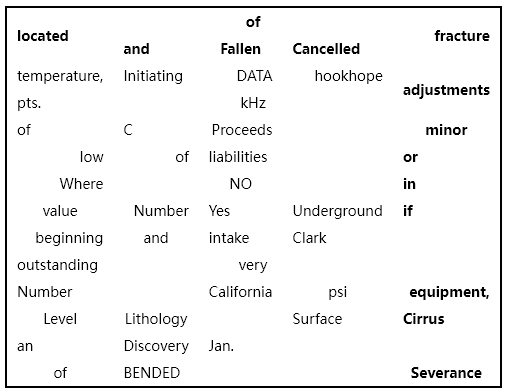 of
located and Fallen Cancelled fracture
temperature, Initiating DATA hookhope adjustments
pts. kHz
of C Proceeds minor
low of liabilities or
Where NO in
value Number Yes Underground if
beginning and intake Clark
outstanding very
Number California psi equipment,
Level Lithology Surface Cirrus
an Discovery Jan.
of BENDED Severance